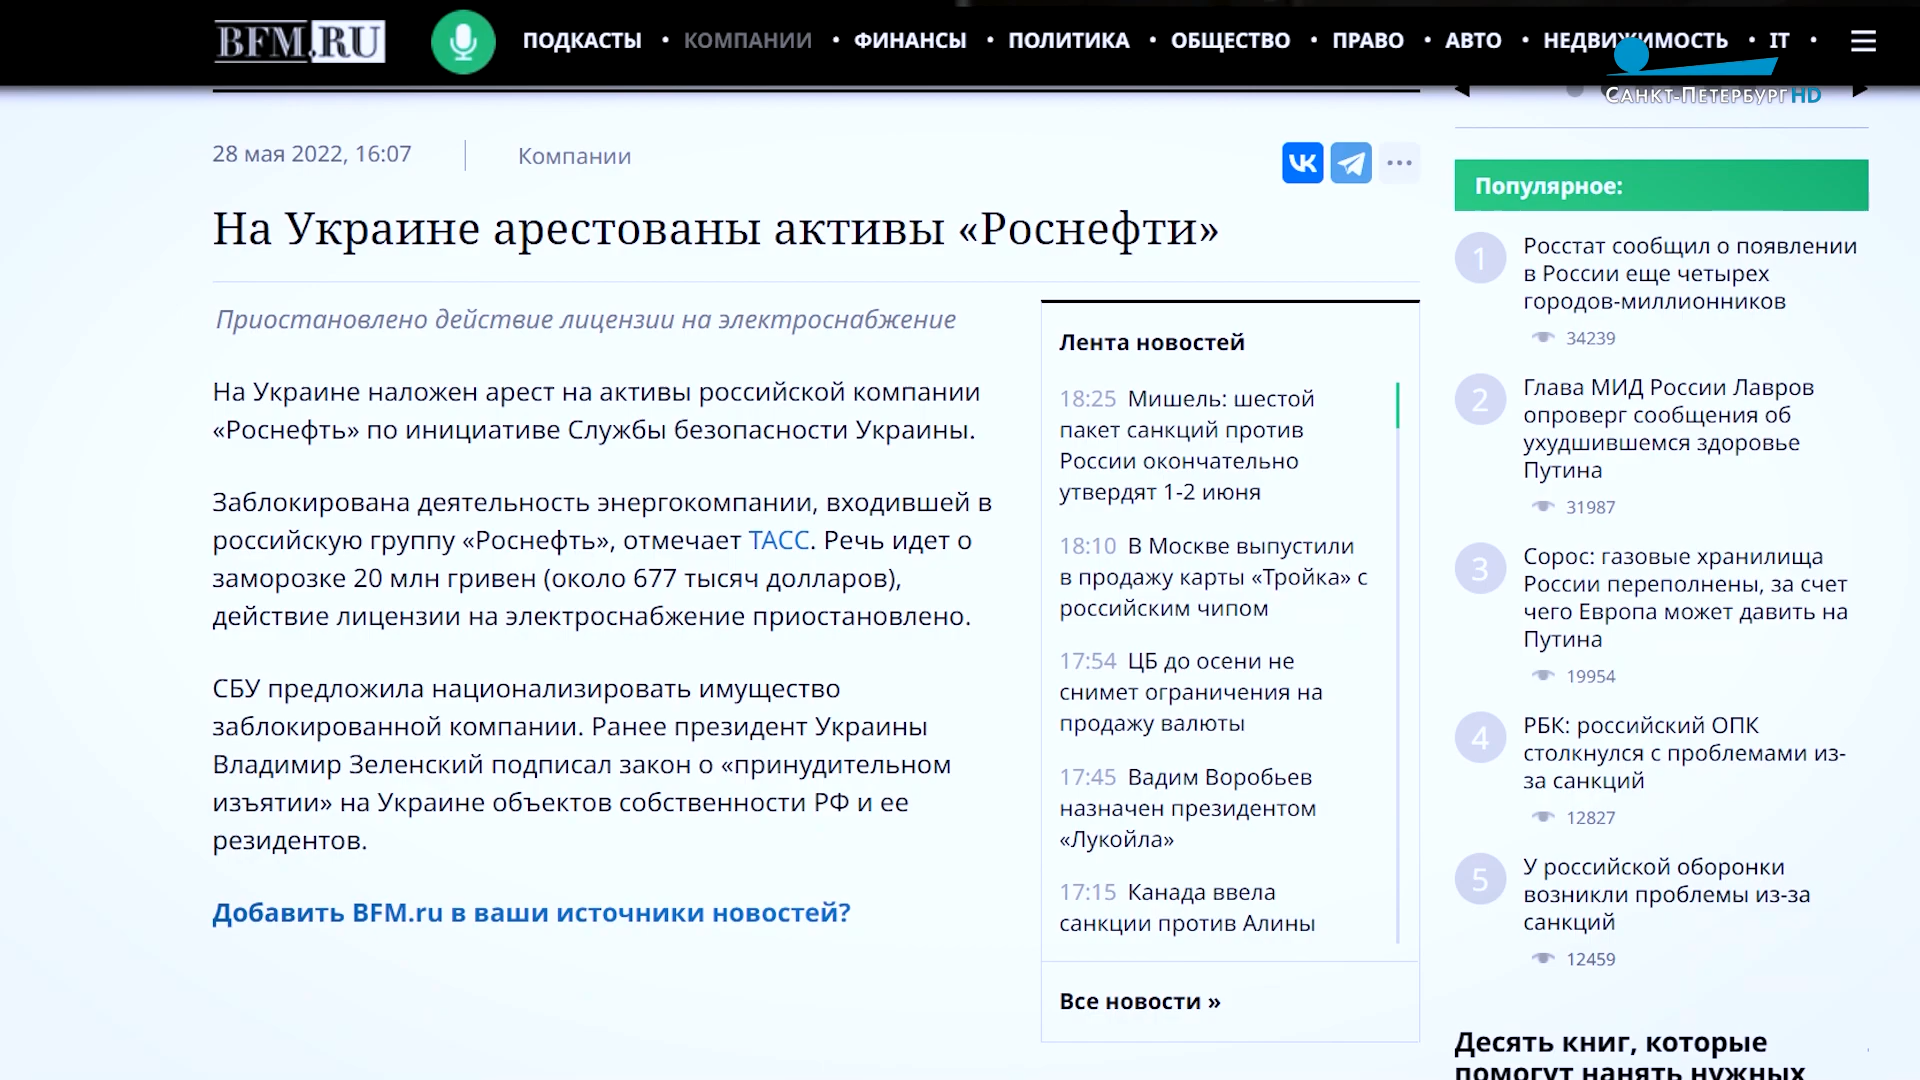 BFM.RU
ПОДКАСТЫ • КОМПАНИИ • ФИНАНСЫ • ПОЛИТИКА • ОБЩЕСТВО • ПРАВО • АВТО • НЕДВИЖИМОСТЬ • IT •
САНКТ-ПЕТЕРБУРГ HD
28 мая 2022, 16:07
Компании
На Украине арестованы активы «Роснефти»
Приостановлено действие лицензии на электроснабжение
На Украине наложен арест на активы российской компании
«Роснефть» по инициативе Службы безопасности Украины.
Заблокирована деятельность энергокомпании, входившей в
российскую группу «Роснефть», отмечает ТАСС. Речь идет о
заморозке 20 млн гривен (около 677 тысяч долларов),
действие лицензии на электроснабжение приостановлено.
СБУ предложила национализировать имущество
заблокированной компании. Ранее президент Украины
Владимир Зеленский подписал закон о «принудительном
изъятии» на Украине объектов собственности РФ и ее
резидентов.
Добавить BFM.ru в ваши источники новостей?
Лента новостей
18:25 Мишель: шестой
пакет санкций против
России окончательно
утвердят 1-2 июня
18:10 В Москве выпустили
в продажу карты «Тройка» с
российским чипом
17:54 ЦБ до осени не
снимет ограничения на
продажу валюты
17:45 Вадим Воробьев
назначен президентом
«Лукойла»
17:15 Канада ввела
санкции против Алины
Все новости »
Популярное:
1 Росстат сообщил о появлении
в России еще четырех
городов-миллионников
34239
2 Глава МИД России Лавров
опроверг сообщения об
ухудшившемся здоровье
Путина
31987
3 Сорос: газовые хранилища
России переполнены, за счет
чего Европа может давить на
Путина
19954
4 РБК: российский ОПК
столкнулся с проблемами из-
за санкций
12827
5 У российской оборонки
возникли проблемы из-за
санкций
12459
Десять книг, которые
помогут нанять нужных